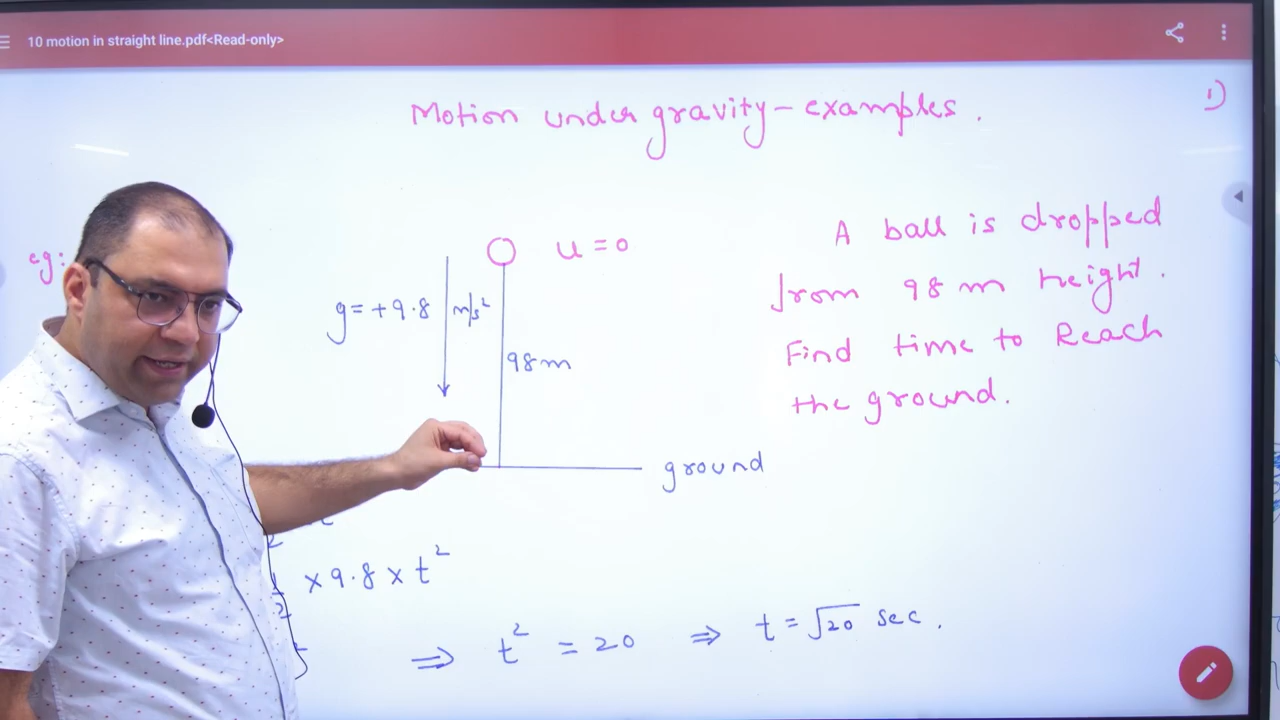 10 motion in straight line.pdf<Read-only>
1)
Motion under gravity - examples.
eg:
u = 0
g = +9.8 m/s²
98m
ground
A ball is dropped
from 98 m height.
Find time to Reach
the ground.
x 9.8 x t²
⇒ t² = 20 ⇒ t = √20 sec.